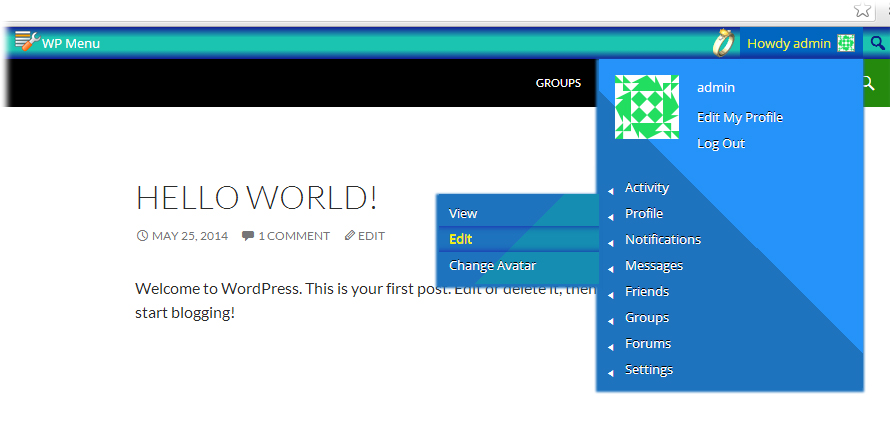 WP Menu
Howdy admin
GROUPS
admin
Edit My Profile
Log Out
HELLO WORLD!
MAY 25, 2014 1 COMMENT EDIT
Welcome to WordPress. This is your first post. Edit or delete it, then
start blogging!
View
Edit
Change Avatar
Activity
Profile
Notifications
Messages
Friends
Groups
Forums
Settings